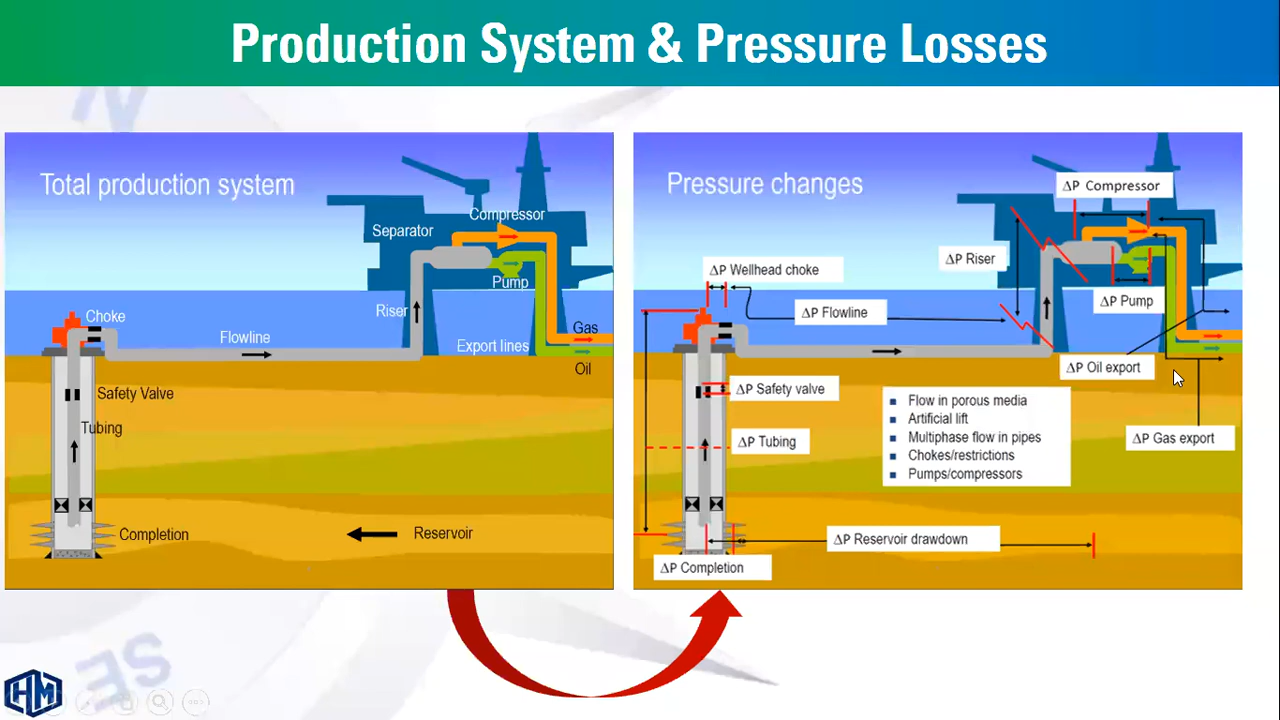 Production System & Pressure Losses
Total production system
Compressor
Separator
Pump
Riser
Choke
Flowline
Gas
Export lines
Oil
Safety Valve
Tubing
Completion
Reservoir
Pressure changes
ΔP Compressor
ΔP Riser
ΔP Wellhead choke
ΔP Pump
ΔP Flowline
ΔP Oil export
ΔP Safety valve
▪ Flow in porous media
▪ Artificial lift
▪ Multiphase flow in pipes
▪ Chokes/restrictions
▪ Pumps/compressors
ΔP Tubing
ΔP Gas export
ΔP Reservoir drawdown
ΔP Completion
N
SE
HM